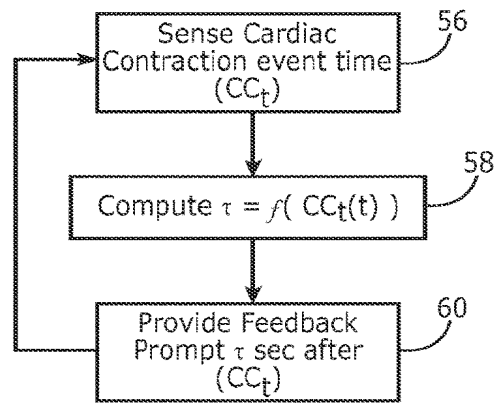 Sense Cardiac
Contraction event time
(CCt)
56
Compute τ = f( CCt(t) )
58
Provide Feedback
Prompt τ sec after
(CCt)
60